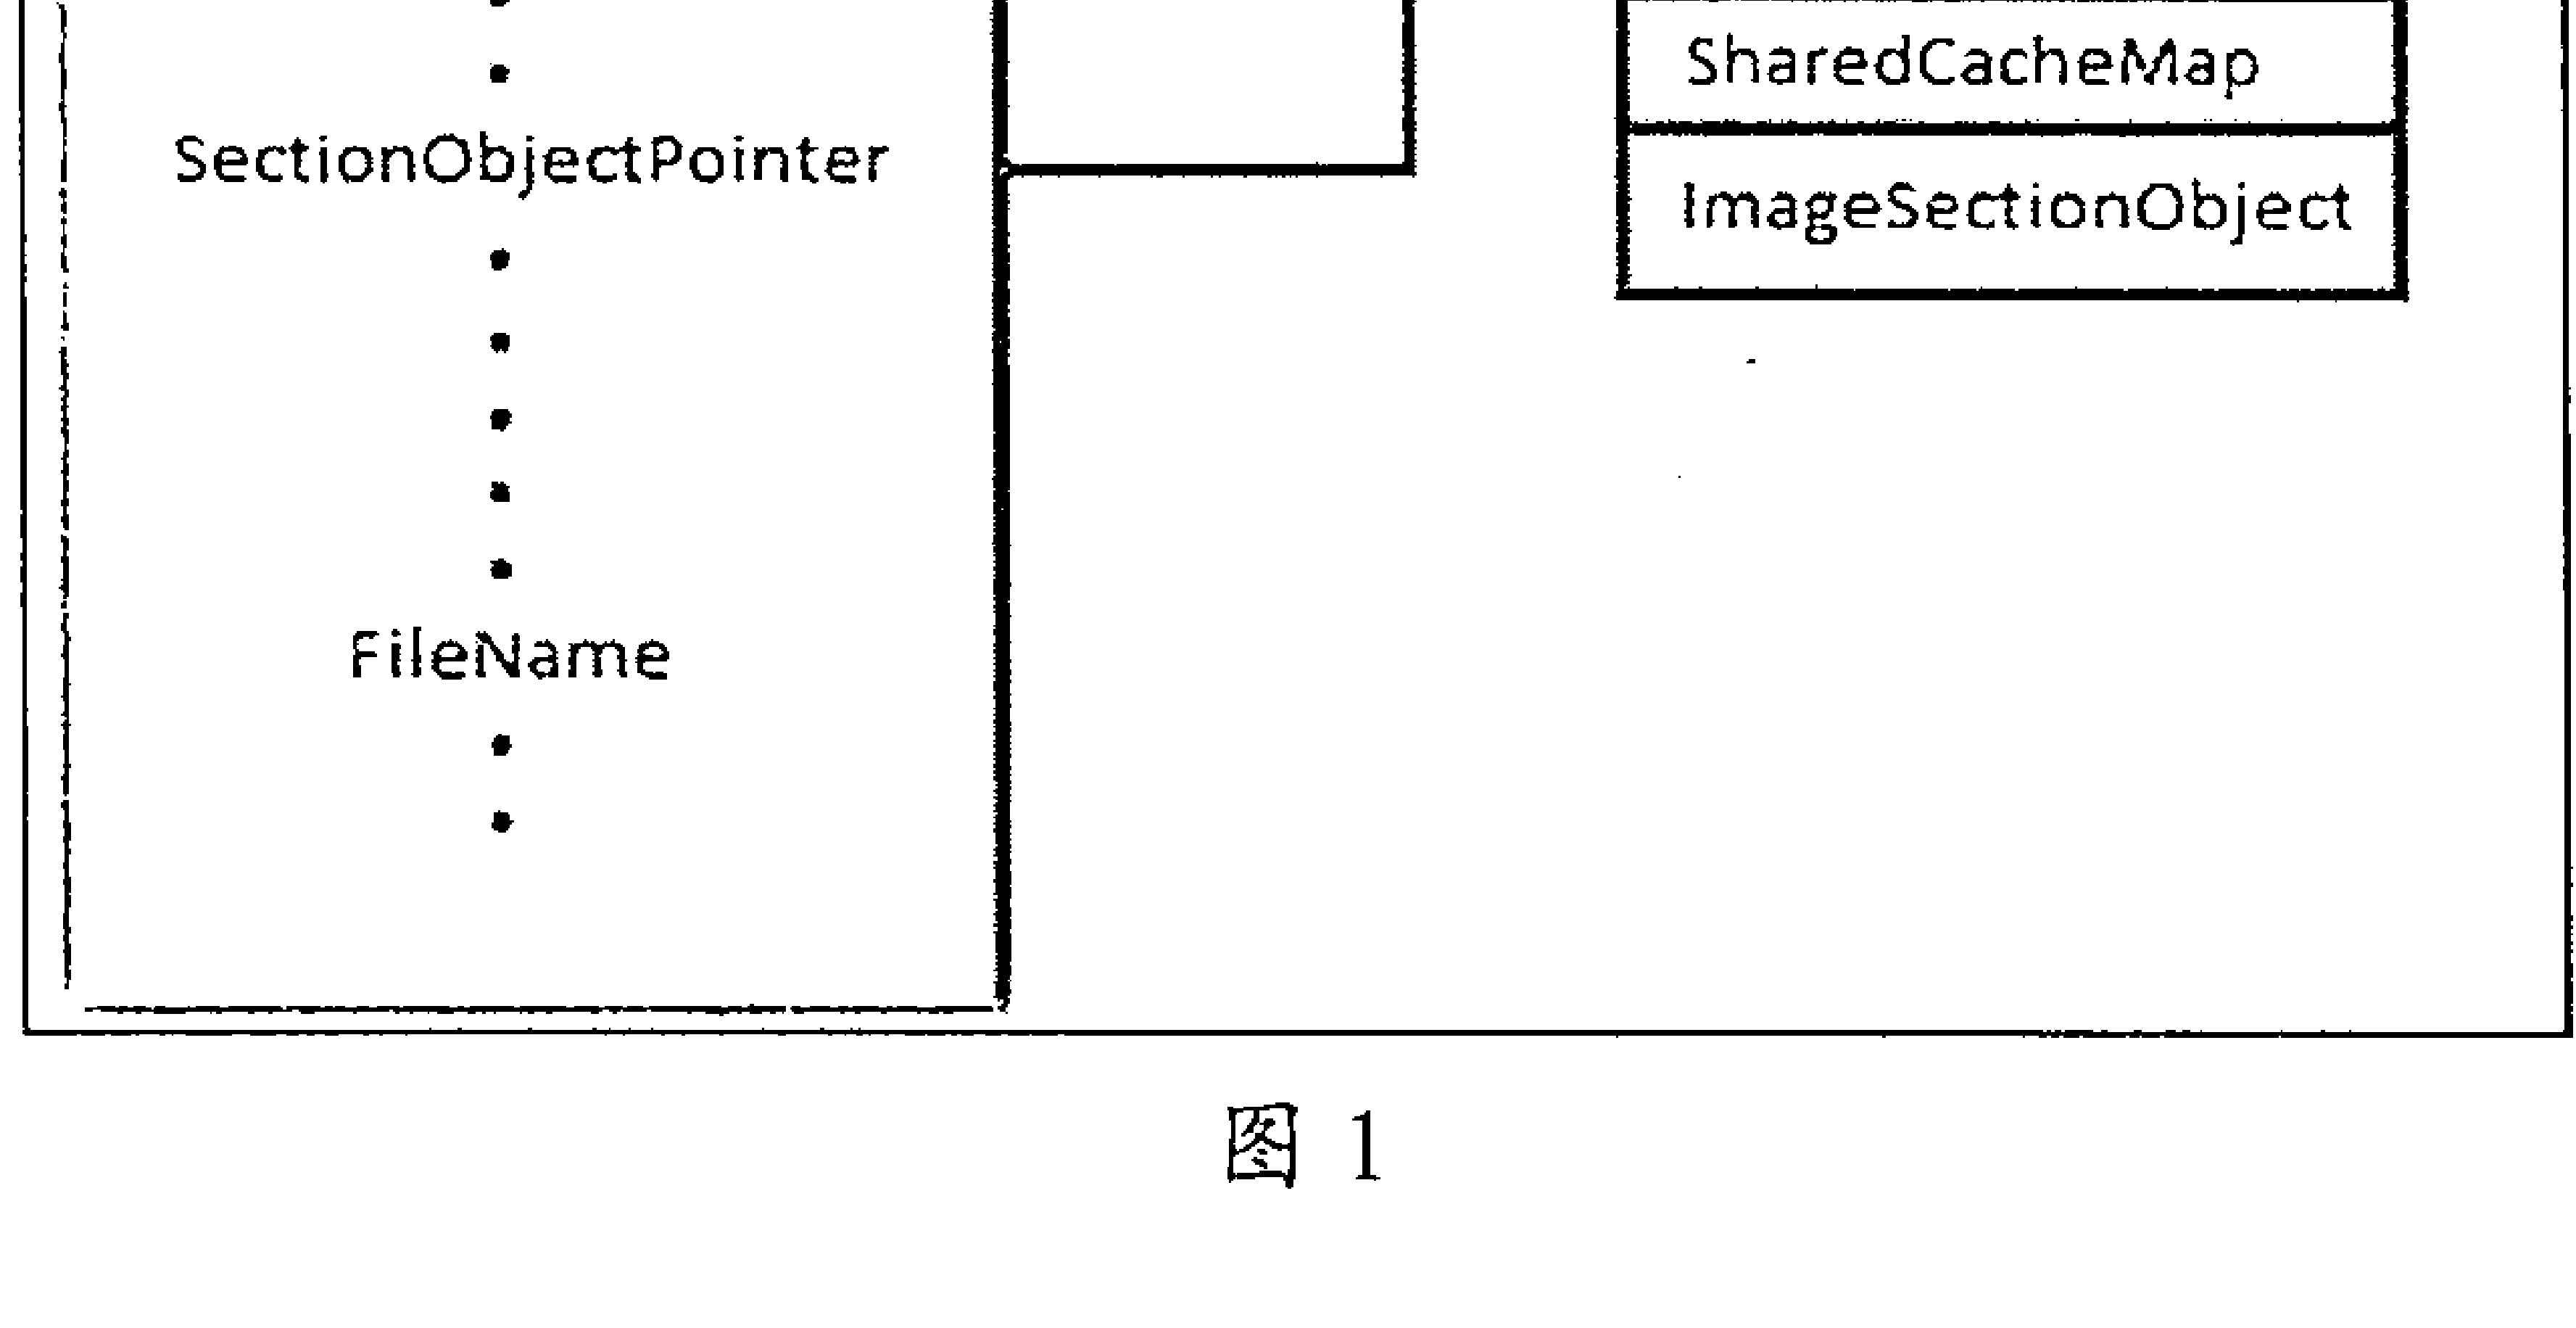 SharedCacheMap
SectionObjectPointer
ImageSectionObject
FileName
图 1